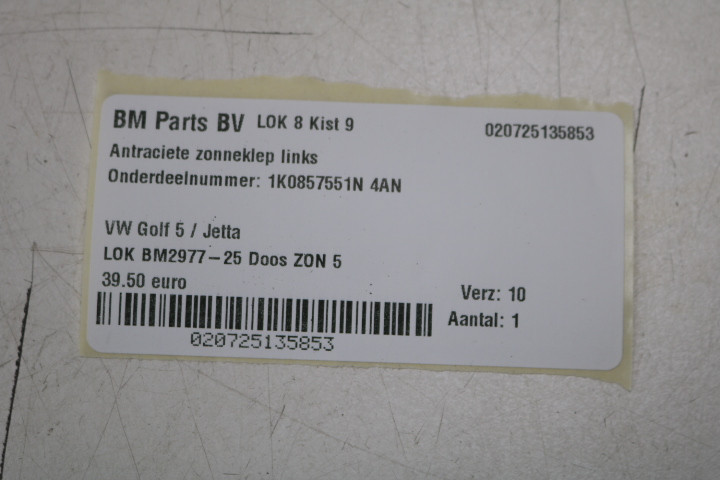 BM Parts BV LOK 8 Kist 9 020725135853
Antraciete zonneklep links
Onderdeelnummer: 1K0857551N 4AN
VW Golf 5 / Jetta
LOK BM2977-25 Doos ZON 5
39.50 euro
Verz: 10
Aantal: 1
020725135853